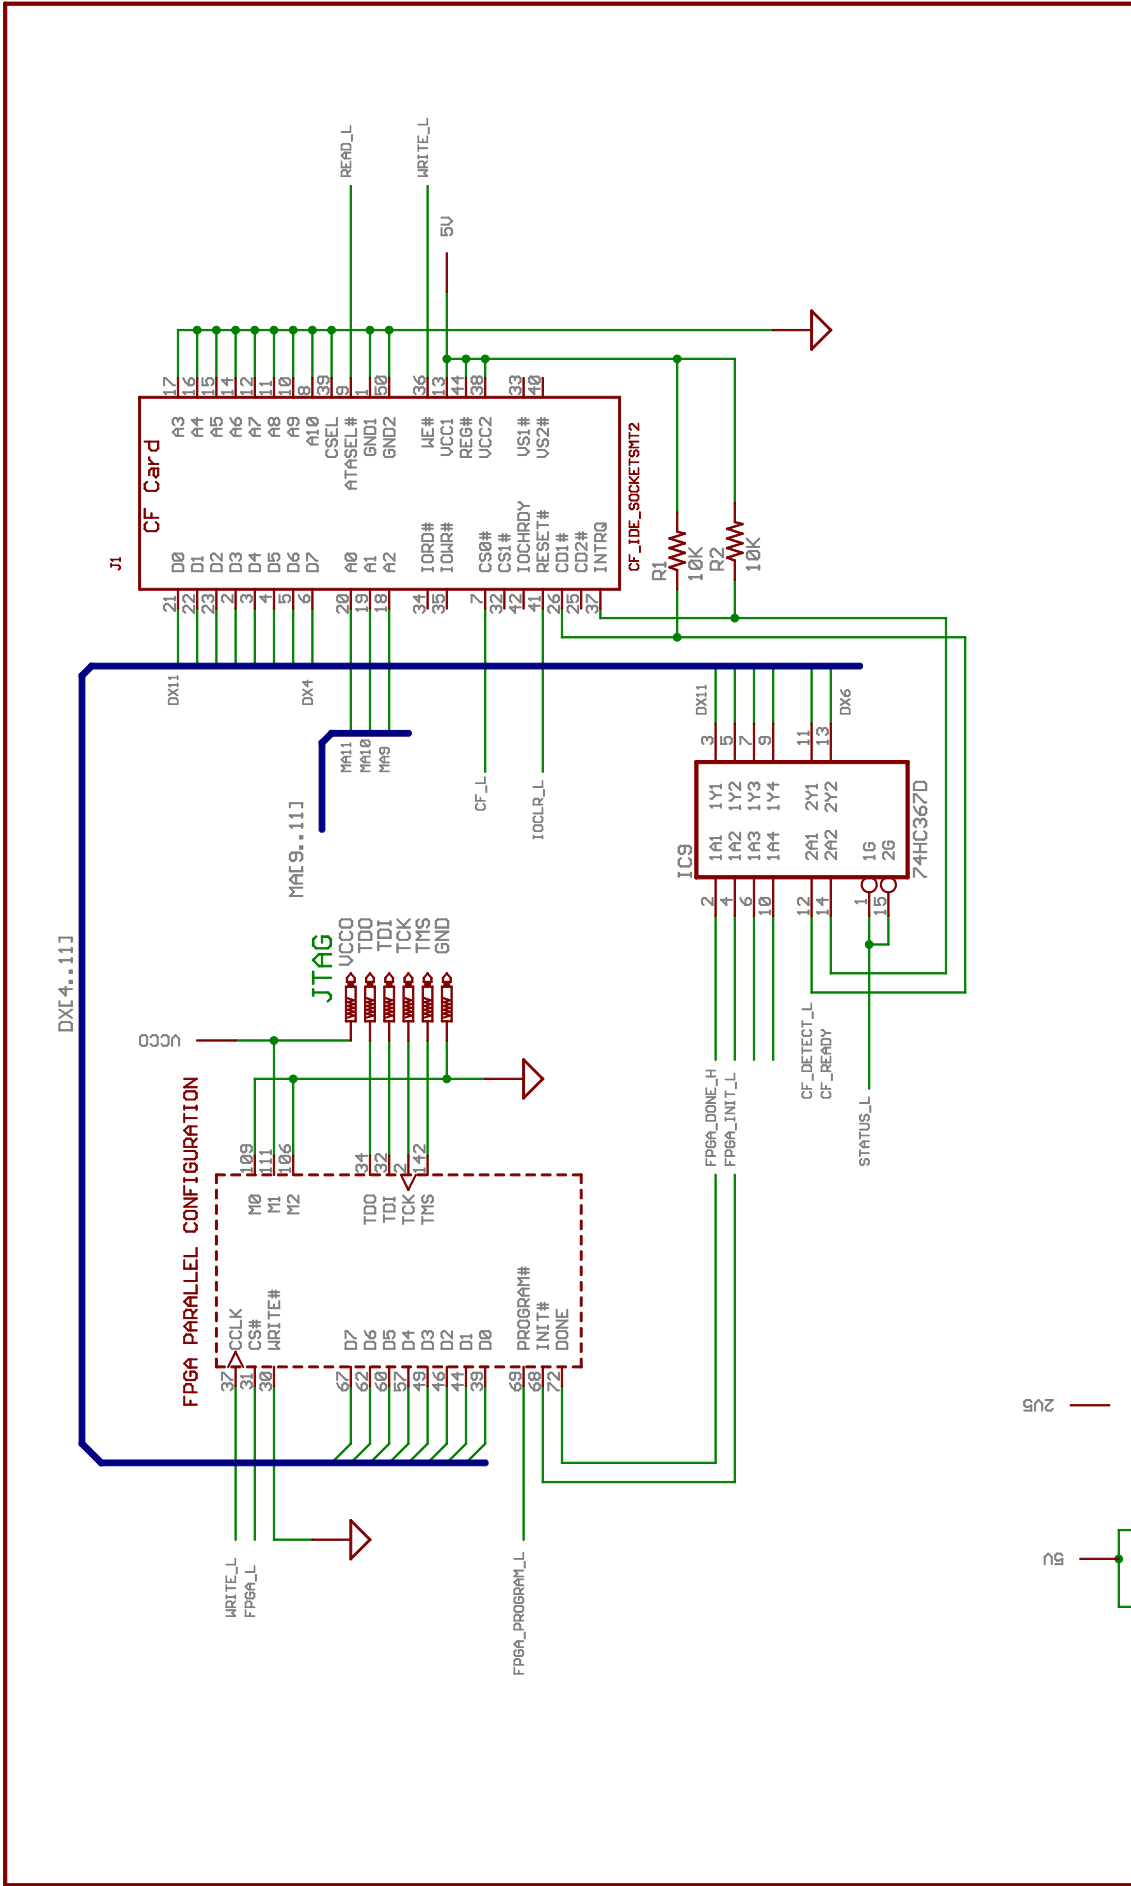 DX[4..11]
J1
CF Card
CF_IDE_SOCKETSMT2
READ_L
WRITE_L
5V
17 A3
16 A4
15 A5
14 A6
12 A7
11 A8
10 A9
8 A10
39 CSEL
9 ATASEL#
1 GND1
50 GND2
36 WE#
13 VCC1
44 REG#
38 VCC2
33 VS1#
40 VS2#
21 D0
22 D1
23 D2
2 D3
3 D4
4 D5
5 D6
6 D7
20 A0
19 A1
18 A2
34 IORD#
35 IOWR#
7 CS0#
32 CS1#
42 IOCHRDY
41 RESET#
26 CD1#
25 CD2#
37 INTRQ
R1
10K
R2
10K
DX11
DX4
MA11
MA10
MA9
MA[9..11]
CF_L
IOCLR_L
DX11
DX6
IC9
74HC367D
3 1Y1
5 1Y2
7 1Y3
9 1Y4
11 2Y1
13 2Y2
2 1A1
4 1A2
6 1A3
10 1A4
12 2A1
14 2A2
1 1G
15 2G
CF_DETECT_L
CF_READY
STATUS_L
FPGA_DONE_H
FPGA_INIT_L
JTAG
VCCO
TDO
TDI
TCK
TMS
GND
VCCO
FPGA PARALLEL CONFIGURATION
109 M0
111 M1
106 M2
34 TDO
32 TDI
2 TCK
142 TMS
37 CCLK
31 CS#
30 WRITE#
67 D7
62 D6
60 D5
57 D4
49 D3
46 D2
44 D1
39 D0
69 PROGRAM#
68 INIT#
72 DONE
WRITE_L
FPGA_L
FPGA_PROGRAM_L
2V5
5V